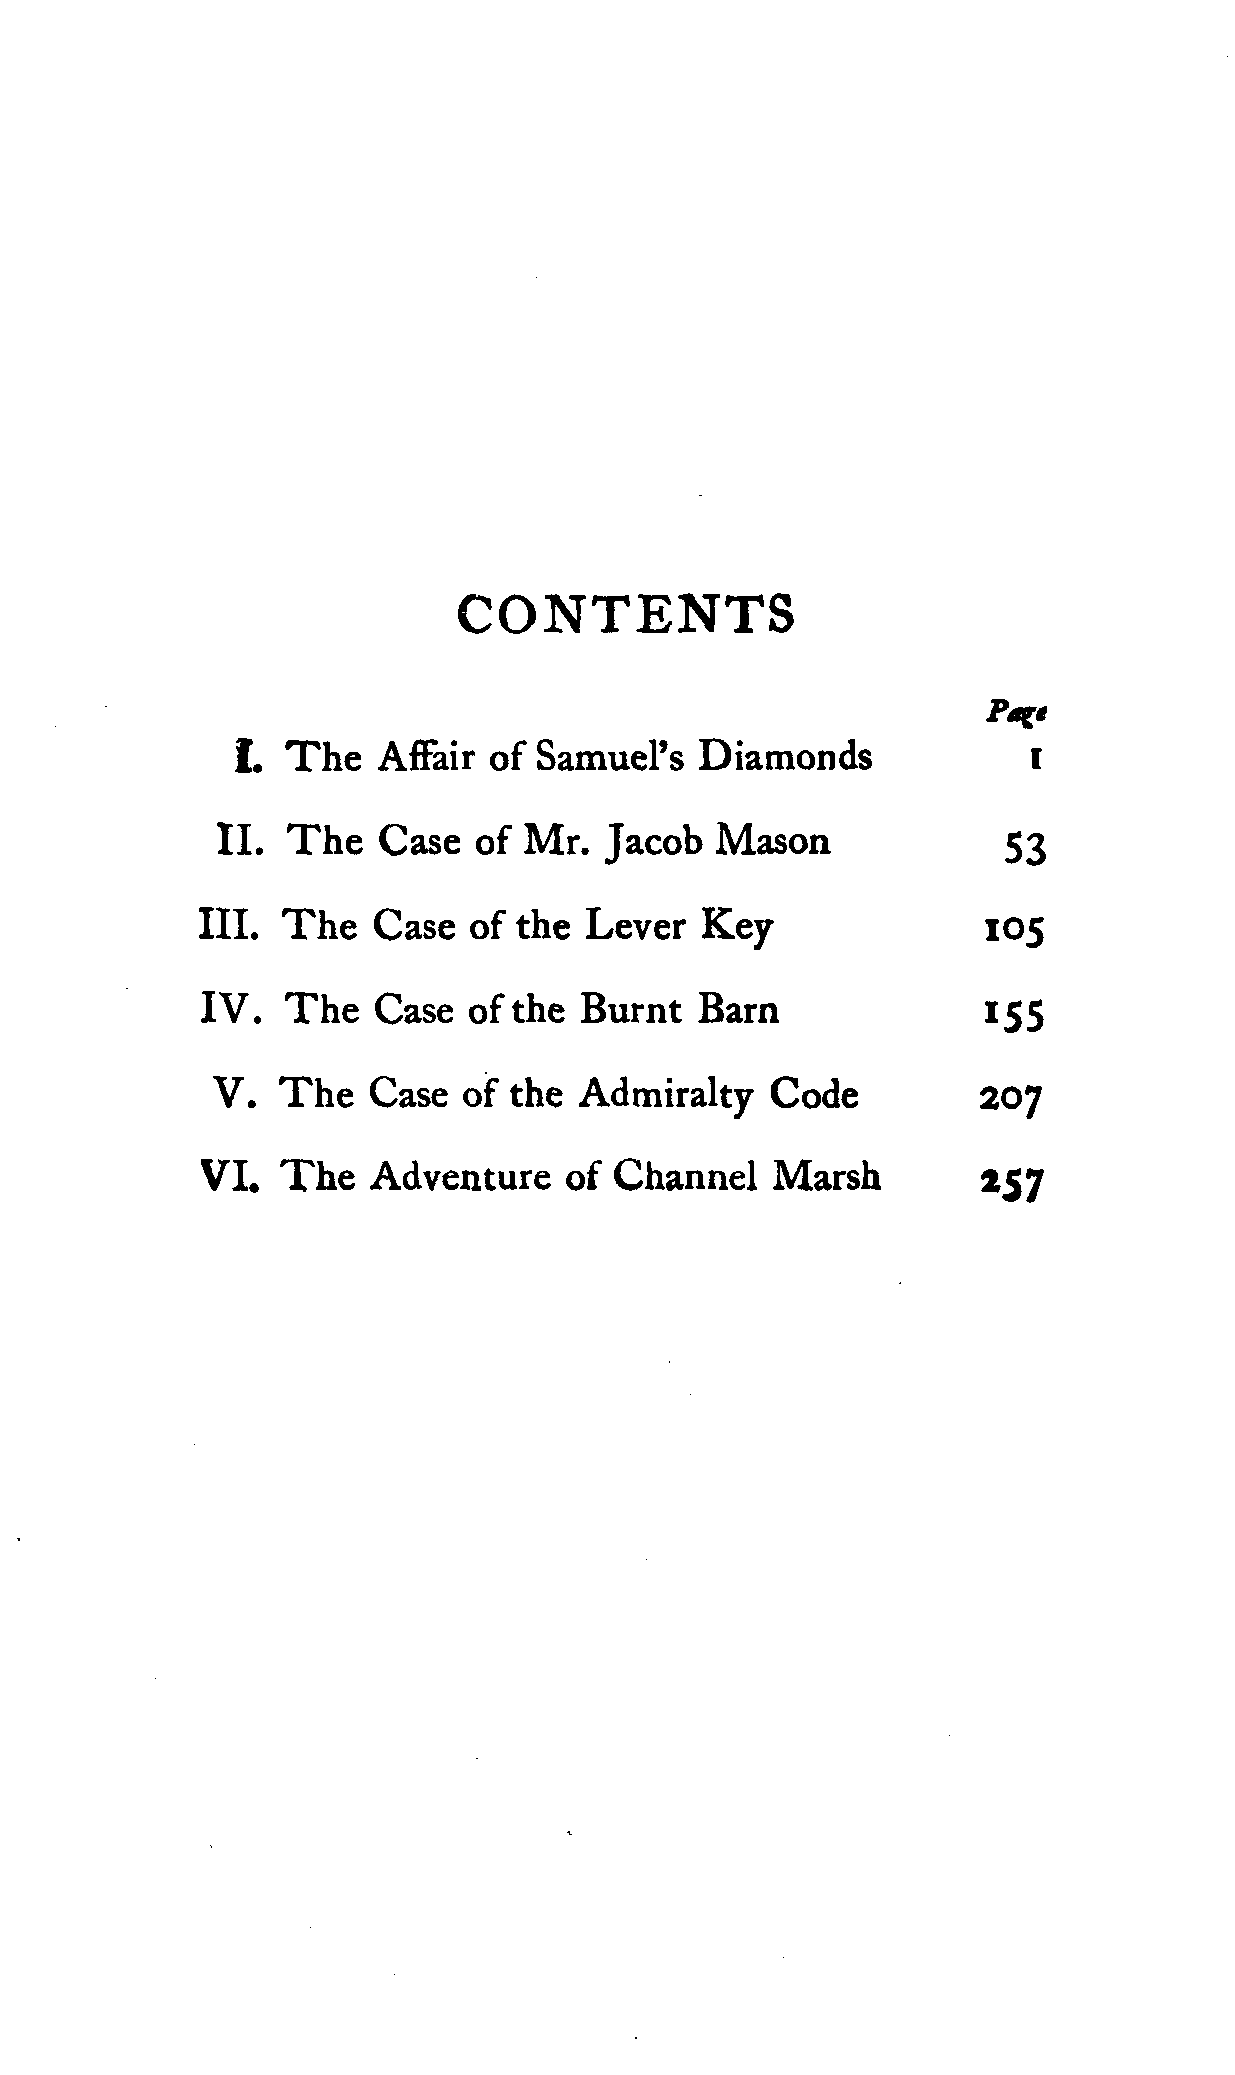 CONTENTS
Page
I. The Affair of Samuel's Diamonds 1
II. The Case of Mr. Jacob Mason 53
III. The Case of the Lever Key 105
IV. The Case of the Burnt Barn 155
V. The Case of the Admiralty Code 207
VI. The Adventure of Channel Marsh 257